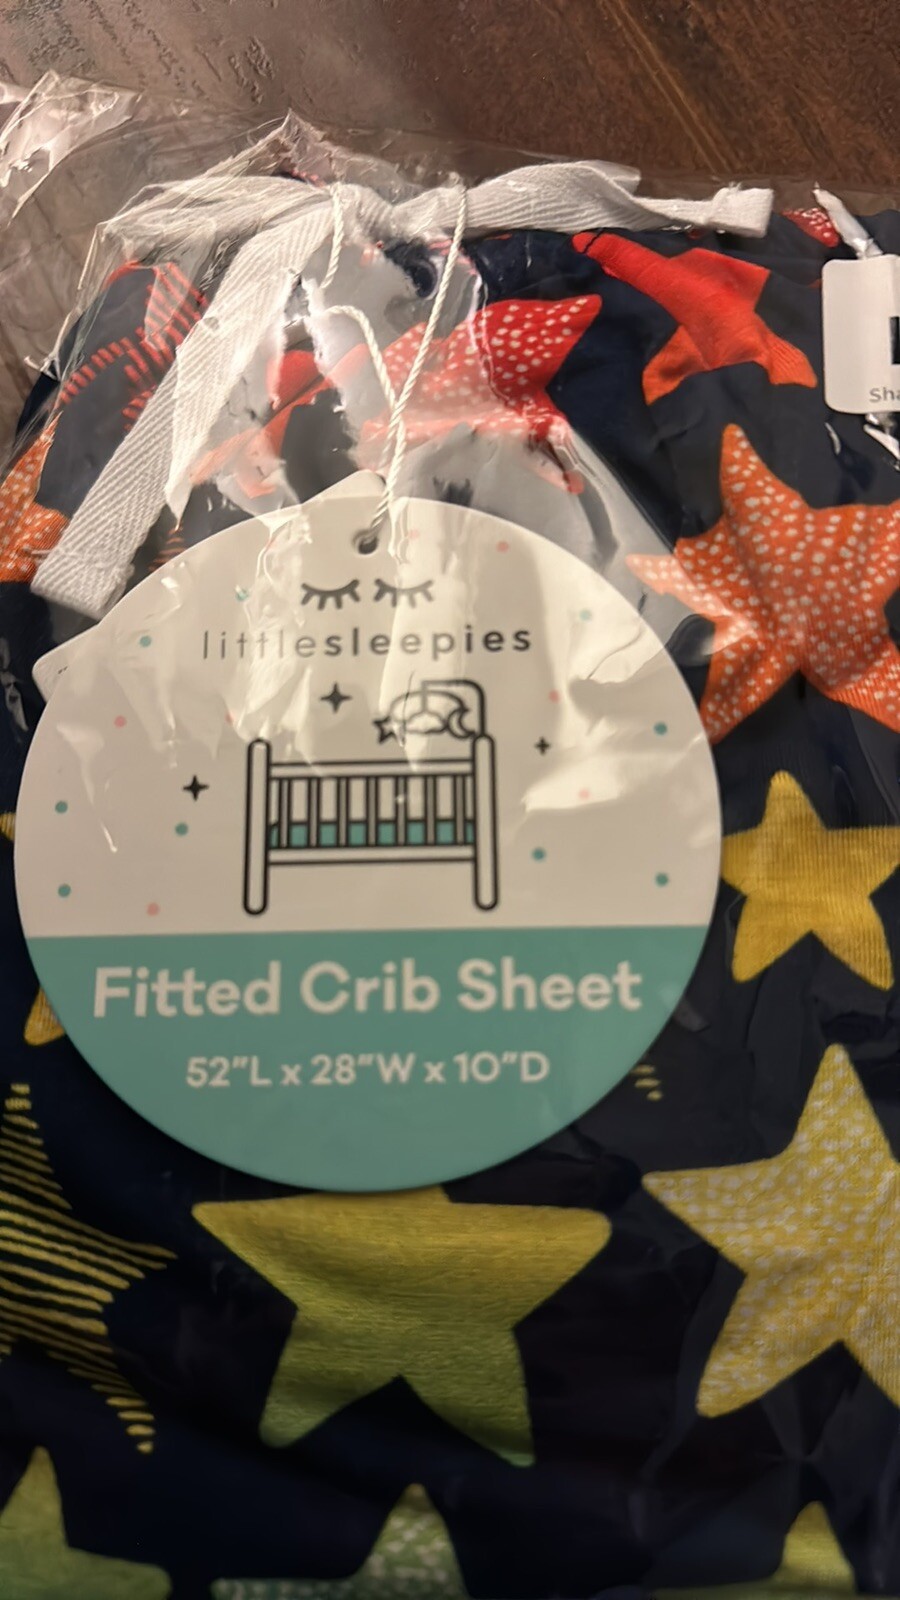 littlesleepies
Fitted Crib Sheet
52"L x 28"W x 10"D